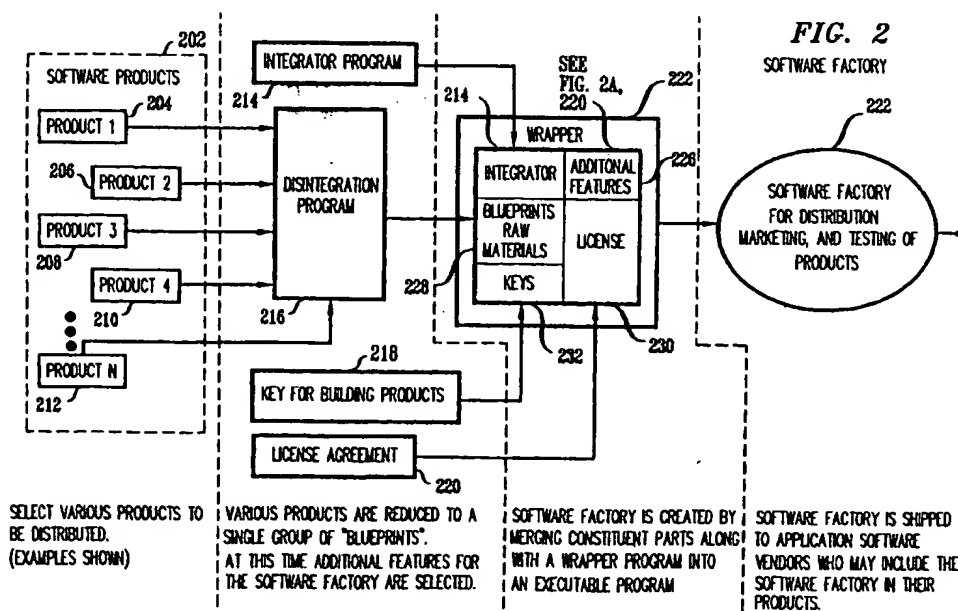 FIG. 2
SOFTWARE FACTORY
202
SOFTWARE PRODUCTS
204
PRODUCT 1
206
PRODUCT 2
PRODUCT 3
208
PRODUCT 4
210
PRODUCT N
212
INTEGRATOR PROGRAM
214
DISINTEGRATION
PROGRAM
216
218
KEY FOR BUILDING PRODUCTS
LICENSE AGREEMENT
220
SEE
FIG. 2A,
220
222
214
WRAPPER
INTEGRATOR
ADDITONAL
FEATURES
226
BLUEPRINTS
RAW
MATERIALS
LICENSE
228
KEYS
232
230
222
SOFTWARE FACTORY
FOR DISTRIBUTION
MARKETING, AND TESTING OF
PRODUCTS
SELECT VARIOUS PRODUCTS TO
BE DISTRIBUTED.
(EXAMPLES SHOWN)
VARIOUS PRODUCTS ARE REDUCED TO A
SINGLE GROUP OF "BLUEPRINTS".
AT THIS TIME ADDITIONAL FEATURES FOR
THE SOFTWARE FACTORY ARE SELECTED.
SOFTWARE FACTORY IS CREATED BY
MERGING CONSTITUENT PARTS ALONG
WITH A WRAPPER PROGRAM INTO
AN EXECUTABLE PROGRAM
SOFTWARE FACTORY IS SHIPPED
TO APPLICATION SOFTWARE
VENDORS WHO MAY INCLUDE THE
SOFTWARE FACTORY IN THEIR
PRODUCTS.